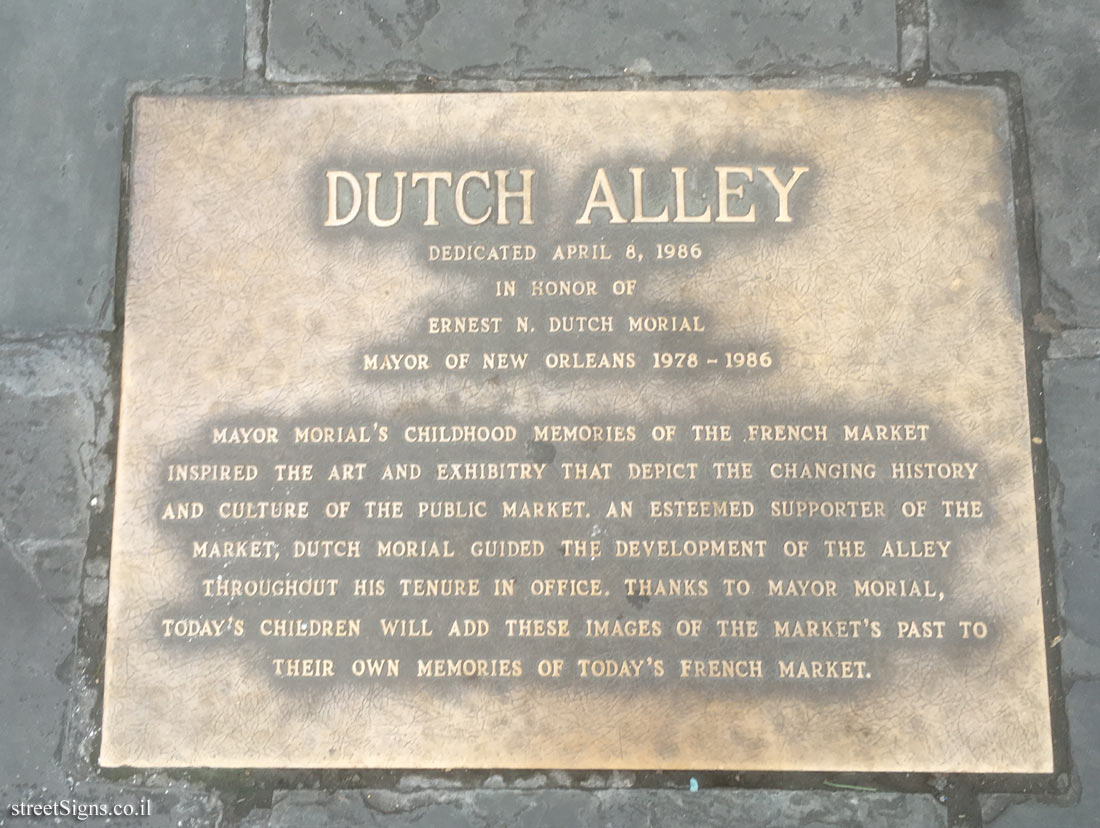 DUTCH ALLEY
DEDICATED APRIL 8, 1986
IN HONOR OF
ERNEST N. DUTCH MORIAL
MAYOR OF NEW ORLEANS 1978 - 1986
MAYOR MORIAL'S CHILDHOOD MEMORIES OF THE FRENCH MARKET
INSPIRED THE ART AND EXHIBITRY THAT DEPICT THE CHANGING HISTORY
AND CULTURE OF THE PUBLIC MARKET. AN ESTEEMED SUPPORTER OF THE
MARKET, DUTCH MORIAL GUIDED THE DEVELOPMENT OF THE ALLEY
THROUGHOUT HIS TENURE IN OFFICE. THANKS TO MAYOR MORIAL,
TODAY'S CHILDREN WILL ADD THESE IMAGES OF THE MARKET'S PAST TO
THEIR OWN MEMORIES OF TODAY'S FRENCH MARKET.
streetSigns.co.il